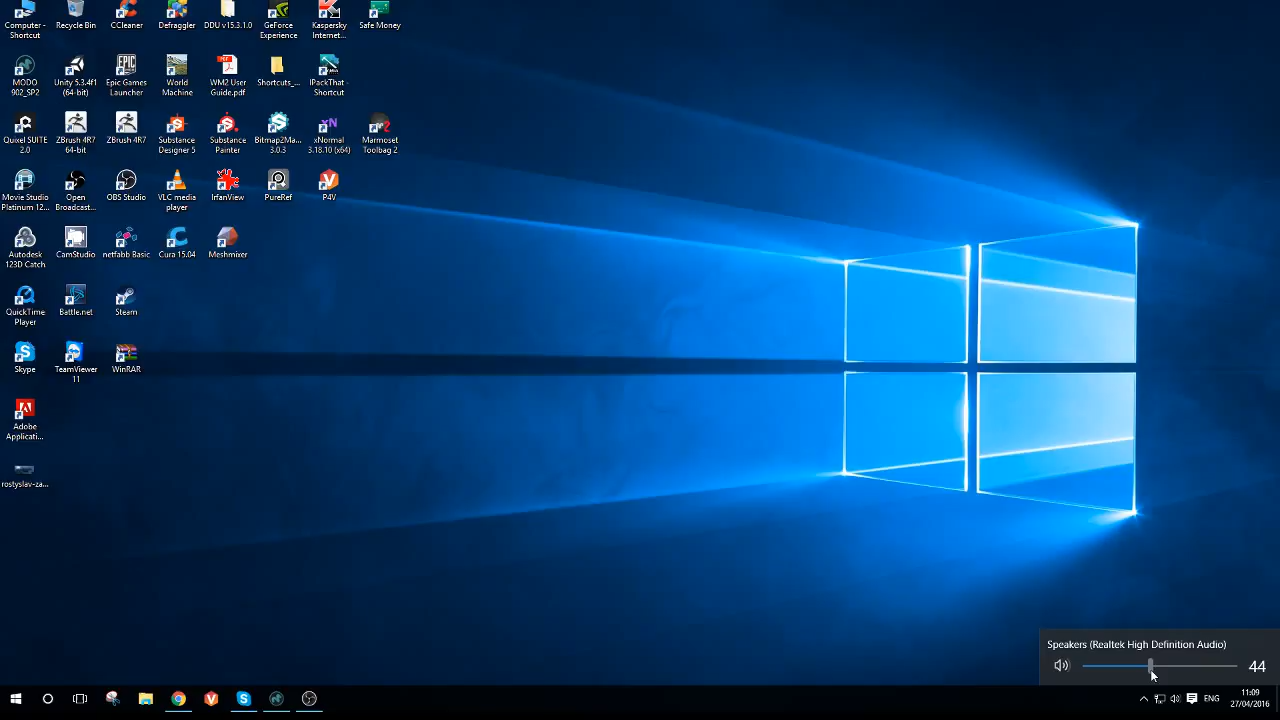 Computer - Shortcut
Recycle Bin
CCleaner
Defraggler
DDU v15.3.1.0
GeForce Experience
Kaspersky Internet...
Safe Money
MODO 902_SP2
Unity 5.3.4f1 (64-bit)
Epic Games Launcher
World Machine
WM2 User Guide.pdf
Shortcuts_...
IPackThat - Shortcut
Quixel SUITE 2.0
ZBrush 4R7 64-bit
ZBrush 4R7
Substance Designer 5
Substance Painter
Bitmap2Ma... 3.0.3
xNormal 3.18.10 (x64)
Marmoset Toolbag 2
Movie Studio Platinum 12...
Open Broadcast...
OBS Studio
VLC media player
IrfanView
PureRef
P4V
Autodesk 123D Catch
CamStudio
netfabb Basic
Cura 15.04
Meshmixer
QuickTime Player
Battle.net
Steam
Skype
TeamViewer 11
WinRAR
Adobe Applicati...
rostyslav-za...
Speakers (Realtek High Definition Audio)
44
ENG
11:09
27/04/2016